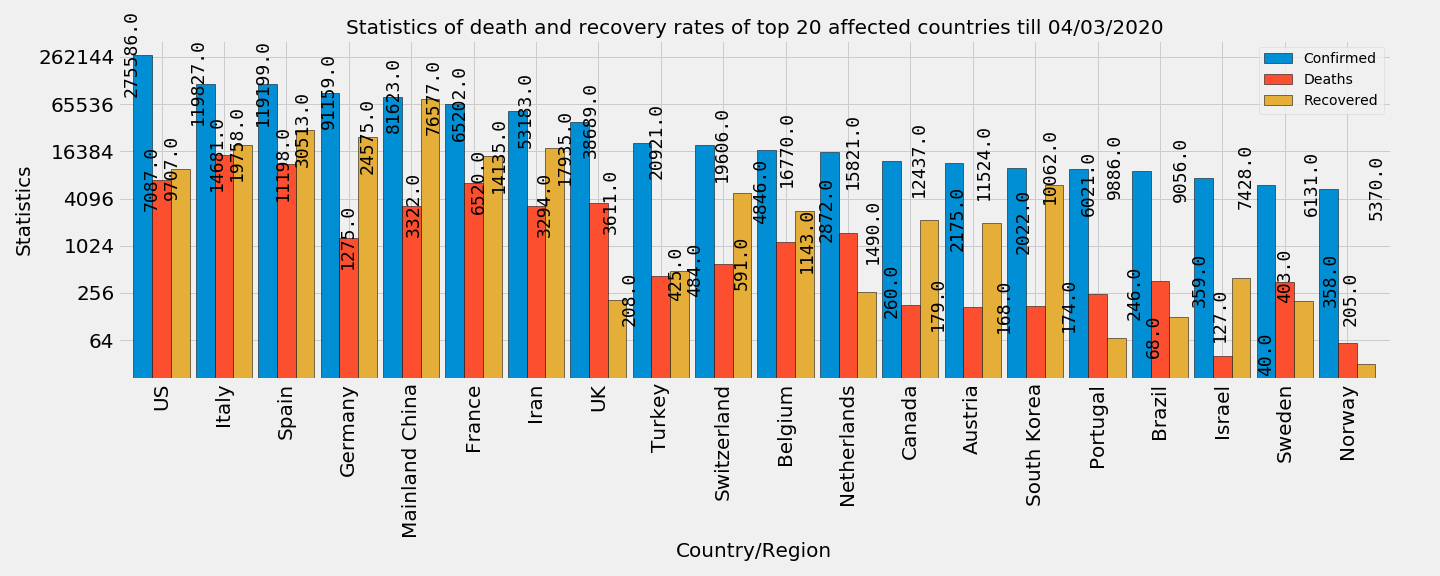 Statistics of death and recovery rates of top 20 affected countries till 04/03/2020
Confirmed
Deaths
Recovered
Statistics
262144
65536
16384
4096
1024
256
64
275586.0
7087.0
9707.0
119827.0
14681.0
19758.0
119199.0
11198.0
30513.0
91159.0
1275.0
24575.0
81623.0
3322.0
76577.0
65202.0
6520.0
14135.0
53183.0
3294.0
17935.0
38689.0
3611.0
208.0
20921.0
425.0
484.0
19606.0
591.0
4846.0
16770.0
1143.0
2872.0
15821.0
1490.0
260.0
12437.0
179.0
2175.0
11524.0
168.0
2022.0
10062.0
174.0
6021.0
9886.0
246.0
68.0
9056.0
359.0
127.0
7428.0
40.0
403.0
6131.0
358.0
205.0
5370.0
US
Italy
Spain
Germany
Mainland China
France
Iran
UK
Turkey
Switzerland
Belgium
Netherlands
Canada
Austria
South Korea
Portugal
Brazil
Israel
Sweden
Norway
Country/Region